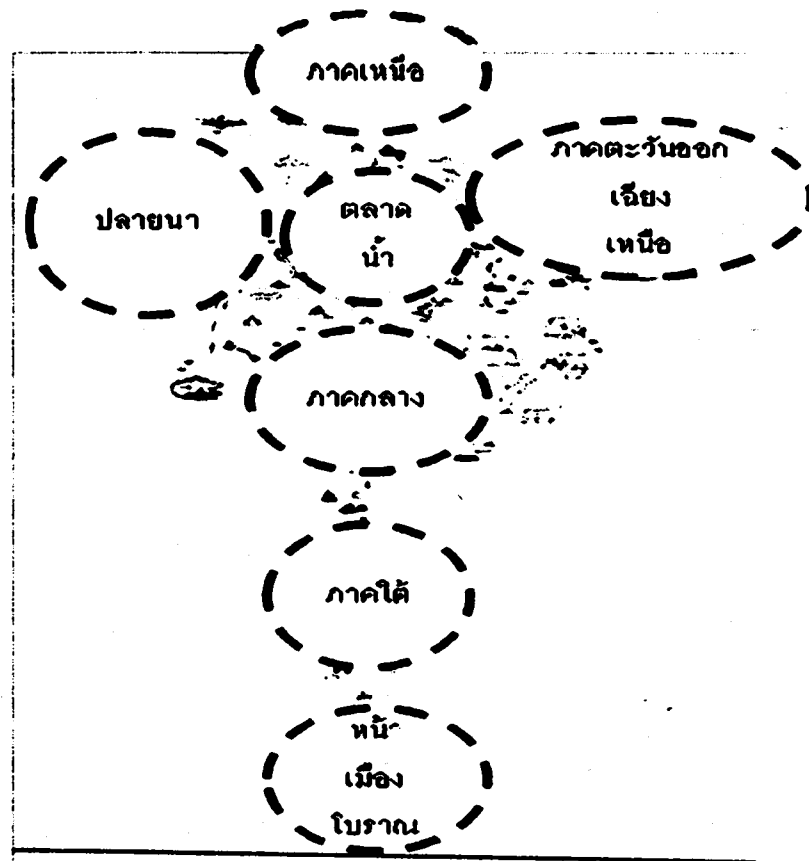 ภาคเหนือ
ปลายนา
ตลาด
น้ำ
ภาคตะวันออก
เฉียง
เหนือ
ภาคกลาง
ภาคใต้
หน้า
เมือง
โบราณ